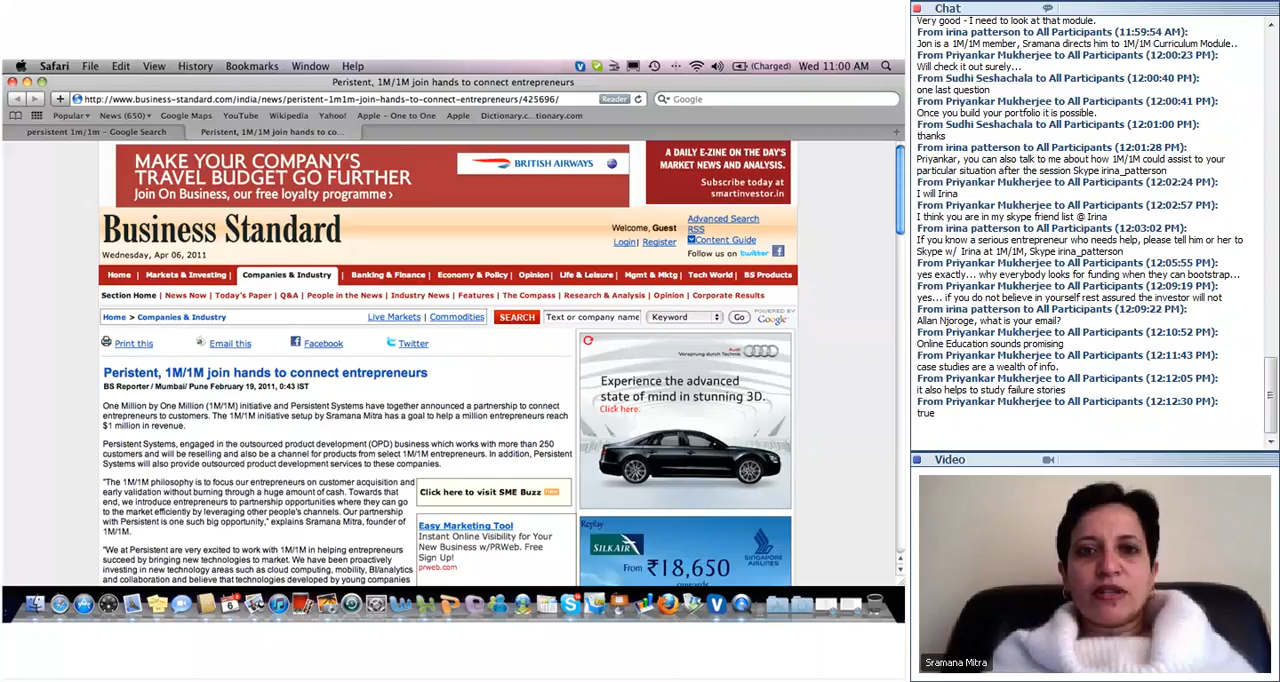 Safari File Edit View History Bookmarks Window Help
(Charged) Wed 11:00 AM
Peristent, 1M/1M join hands to connect entrepreneurs
http://www.business-standard.com/india/news/peristent-1m1m-join-hands-to-connect-entrepreneurs/425696/
Reader
Google
Popular News (650) Google Maps YouTube Wikipedia Yahoo! Apple - One to One Apple Dictionary.c...tionary.com
persistent 1m/1m – Google Search
Peristent, 1M/1M join hands to co...
MAKE YOUR COMPANY'S
TRAVEL BUDGET GO FURTHER
Join On Business, our free loyalty programme ›
BRITISH AIRWAYS
A DAILY E-ZINE ON THE DAY'S
MARKET NEWS AND ANALYSIS.
Subscribe today at
smartinvestor.in
Business Standard
Wednesday, Apr 06, 2011
Welcome, Guest
Login | Register
Advanced Search
RSS
Content Guide
Follow us on twitter
Home | Markets & Investing | Companies & Industry | Banking & Finance | Economy & Policy | Opinion | Life & Leisure | Mgmt & Mktg | Tech World | BS Products
Section Home | News Now | Today's Paper | Q&A | People in the News | Industry News | Features | The Compass | Research & Analysis | Opinion | Corporate Results
Home > Companies & Industry
Live Markets | Commodities
SEARCH
Text or company name
Keyword
Go
POWERED BY
Google
Print this
Email this
Facebook
Twitter
Peristent, 1M/1M join hands to connect entrepreneurs
BS Reporter / Mumbai/ Pune February 19, 2011, 0:43 IST
One Million by One Million (1M/1M) initiative and Persistent Systems have together announced a partnership to connect
entrepreneurs to customers. The 1M/1M initiative setup by Sramana Mitra has a goal to help a million entrepreneurs reach
$1 million in revenue.
Persistent Systems, engaged in the outsourced product development (OPD) business which works with more than 250
customers and will be reselling and also be a channel for products from select 1M/1M entrepreneurs. In addition, Persistent
Systems will also provide outsourced product development services to these companies.
"The 1M/1M philosophy is to focus our entrepreneurs on customer acquisition and
early validation without burning through a huge amount of cash. Towards that
end, we introduce entrepreneurs to partnership opportunities where they can go
to the market efficiently by leveraging other people's channels. Our partnership
with Persistent is one such big opportunity," explains Sramana Mitra, founder of
1M/1M.
"We at Persistent are very excited to work with 1M/1M in helping entrepreneurs
succeed by bringing new technologies to market. We have been proactively
investing in new technology areas such as cloud computing, mobility, BI/analytics
and collaboration and believe that technologies developed by young companies
Click here to visit SME Buzz
Easy Marketing Tool
Instant Online Visibility for Your
New Business w/PRWeb. Free
Sign Up!
prweb.com
Audi
Vorsprung durch Technik
Experience the advanced
state of mind in stunning 3D.
Click here.
Replay
SILKAIR
SINGAPORE
AIRLINES
From ₹18,650
onwards
Chat
Very good - I need to look at that module.
From irina patterson to All Participants (11:59:54 AM):
Jon is a 1M/1M member, Sramana directs him to 1M/1M Curriculum Module..
From Priyankar Mukherjee to All Participants (12:00:23 PM):
Will check it out surely...
From Sudhi Seshachala to All Participants (12:00:40 PM):
one last question
From Priyankar Mukherjee to All Participants (12:00:41 PM):
Once you build your portfolio it is possible.
From Sudhi Seshachala to All Participants (12:01:00 PM):
thanks
From irina patterson to All Participants (12:01:28 PM):
Priyankar, you can also talk to me about how 1M/1M could assist to your
particular situation after the session Skype irina_patterson
From Priyankar Mukherjee to All Participants (12:02:24 PM):
I will Irina
From Priyankar Mukherjee to All Participants (12:02:57 PM):
I think you are in my skype friend list @ Irina
From irina patterson to All Participants (12:03:02 PM):
If you know a serious entrepreneur who needs help, please tell him or her to
Skype w/ Irina at 1M/1M, Skype irina_patterson
From Priyankar Mukherjee to All Participants (12:05:55 PM):
yes exactly... why everybody looks for funding when they can bootstrap...
From Priyankar Mukherjee to All Participants (12:09:19 PM):
yes... if you do not believe in yourself rest assured the investor will not
From irina patterson to All Participants (12:09:22 PM):
Allan Njoroge, what is your email?
From Priyankar Mukherjee to All Participants (12:10:52 PM):
Online Education sounds promising
From Priyankar Mukherjee to All Participants (12:11:43 PM):
case studies are a wealth of info.
From Priyankar Mukherjee to All Participants (12:12:05 PM):
it also helps to study failure stories
From Priyankar Mukherjee to All Participants (12:12:30 PM):
true
Video
Sramana Mitra